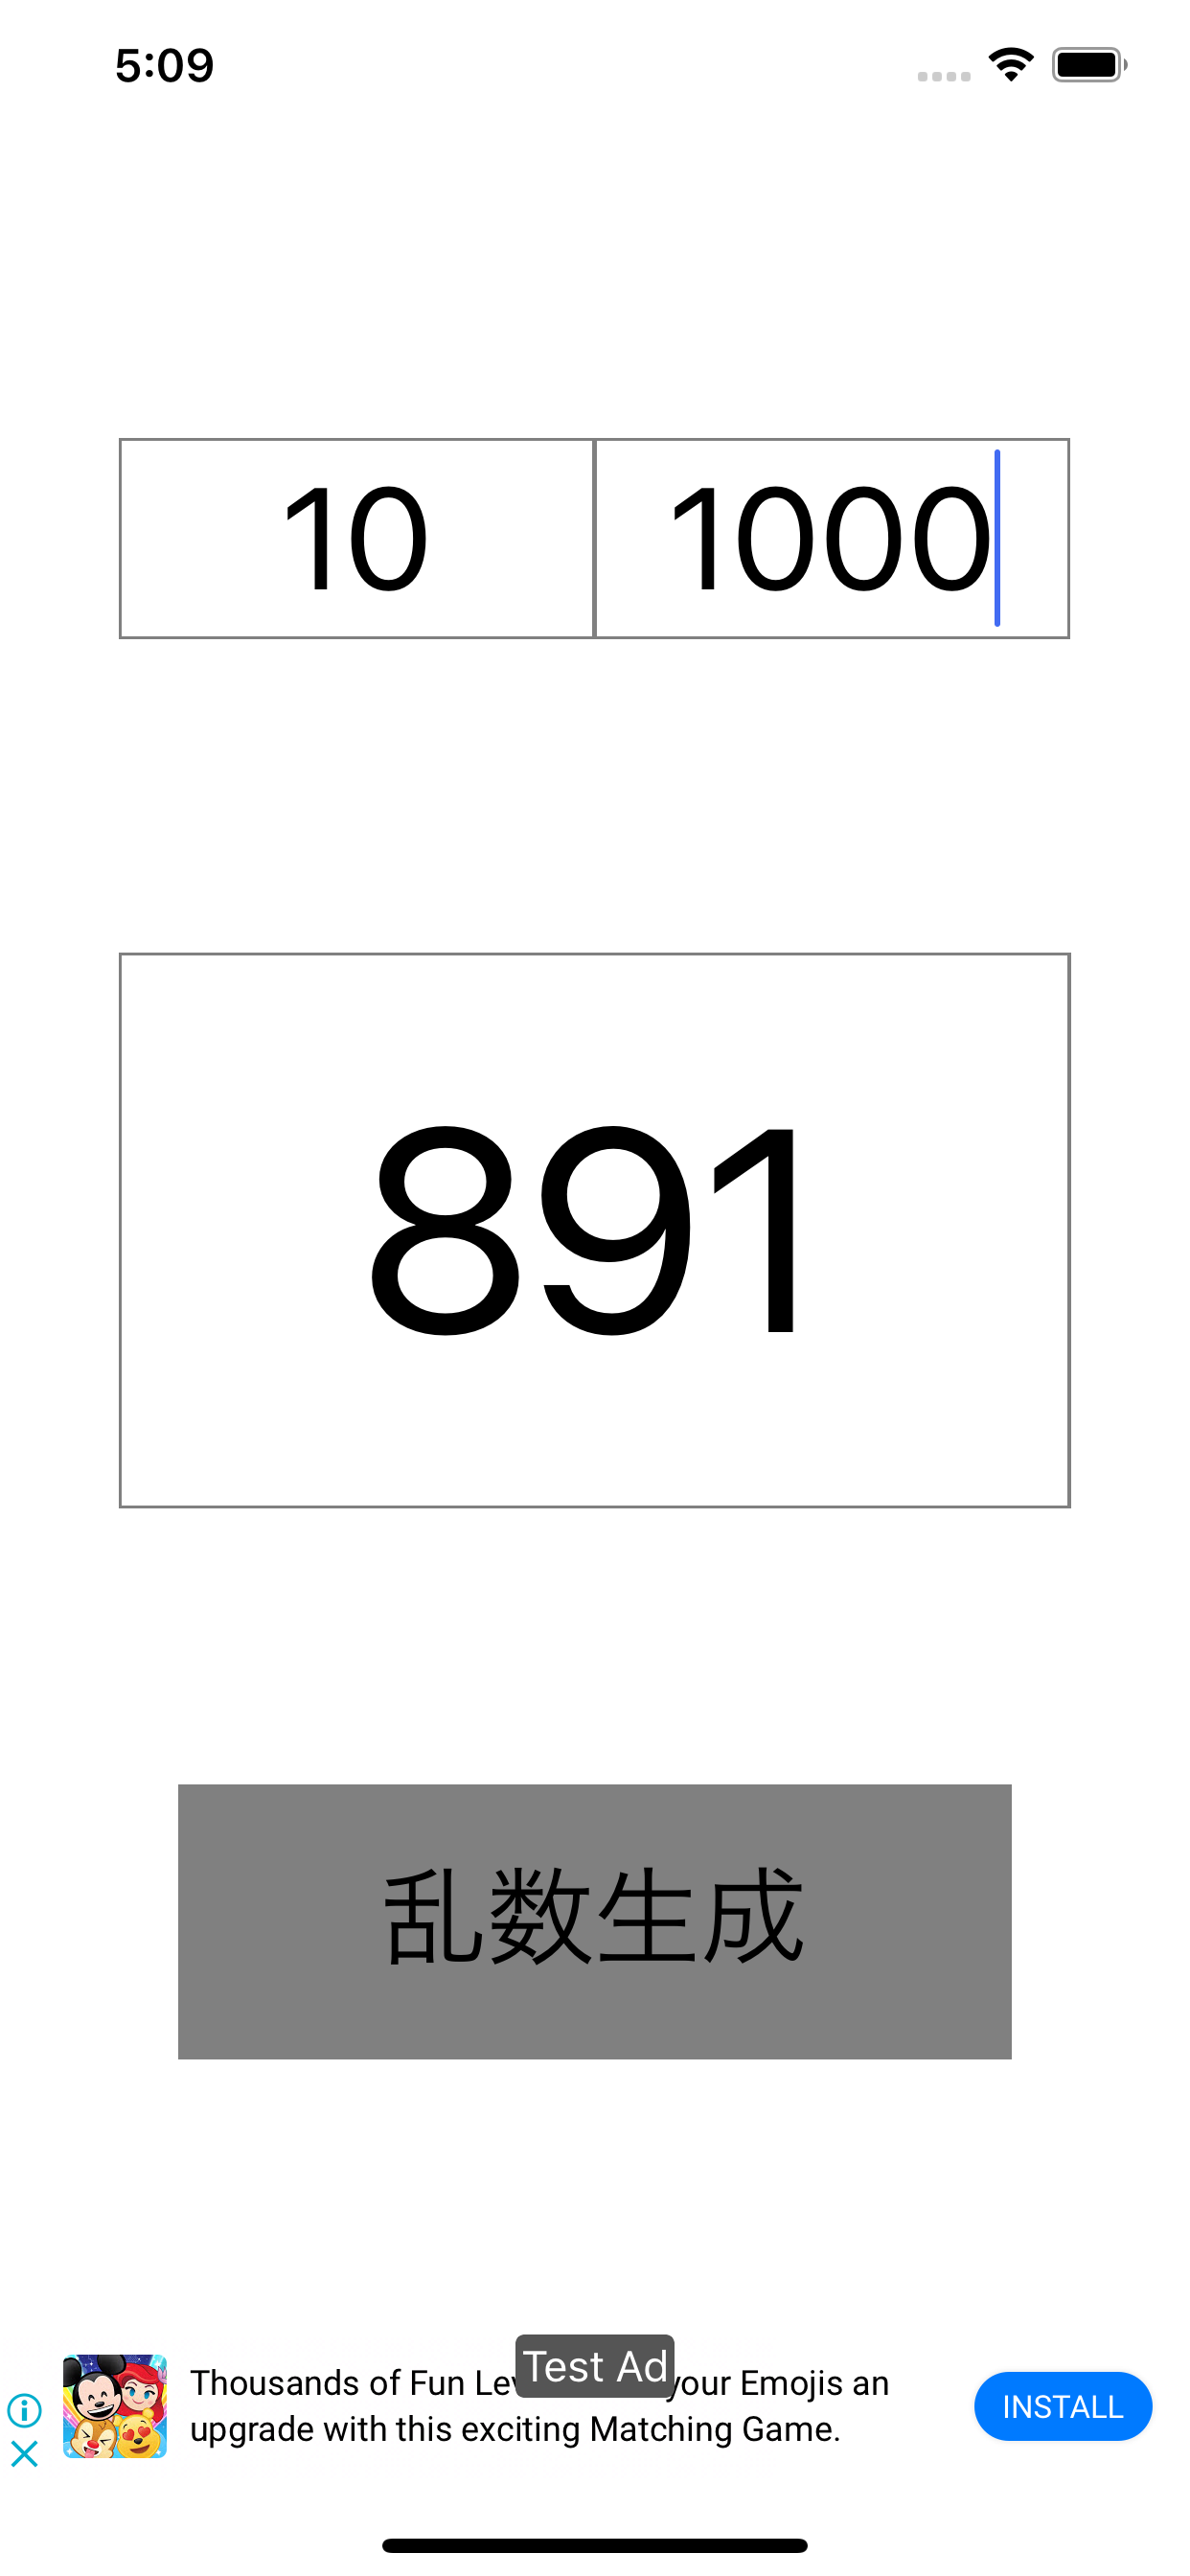 5:09
10
1000
891
乱数生成
Test Ad
Thousands of Fun Lev your Emojis an
upgrade with this exciting Matching Game.
INSTALL